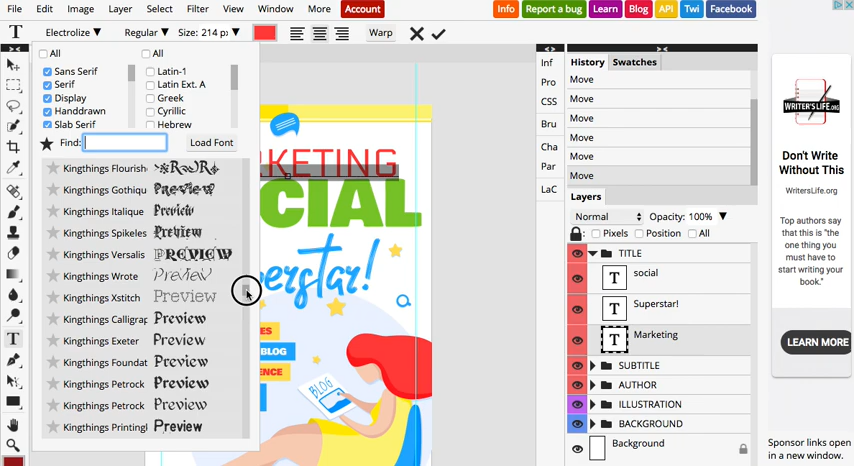 File Edit Image Layer Select Filter View Window More Account Info Report a bug Learn Blog API Twi Facebook
Electrolize Regular Size: 214 p Warp
All All
Sans Serif Latin-1
Serif Latin Ext. A
Display Greek
Handdrawn Cyrillic
Slab Serif Hebrew
Find: Load Font
Kingthings Flourish
Kingthings Gothiqu Preview
Kingthings Italique Preview
Kingthings Spikeles Preview
Kingthings Versalis PREVIEW
Kingthings Wrote Preview
Kingthings Xstitch Preview
Kingthings Calligrap Preview
Kingthings Exeter Preview
Kingthings Foundat Preview
Kingthings Petrock Preview
Kingthings Petrock Preview
Kingthings Printingl Preview
RKETING
CIAL
perstar!
ES
BLOG
ENCE
BLOG
Inf
Pro
CSS
Bru
Cha
Par
LaC
History Swatches
Move
Move
Move
Move
Move
Move
Layers
Normal Opacity: 100%
Pixels Position All
TITLE
T social
T Superstar!
T Marketing
SUBTITLE
AUTHOR
ILLUSTRATION
BACKGROUND
Background
WRITER'S LIFE.ORG
Don't Write
Without This
WritersLife.org
Top authors say
that this is "the
one thing you
must have to
start writing your
book."
LEARN MORE
Sponsor links open
in a new window.